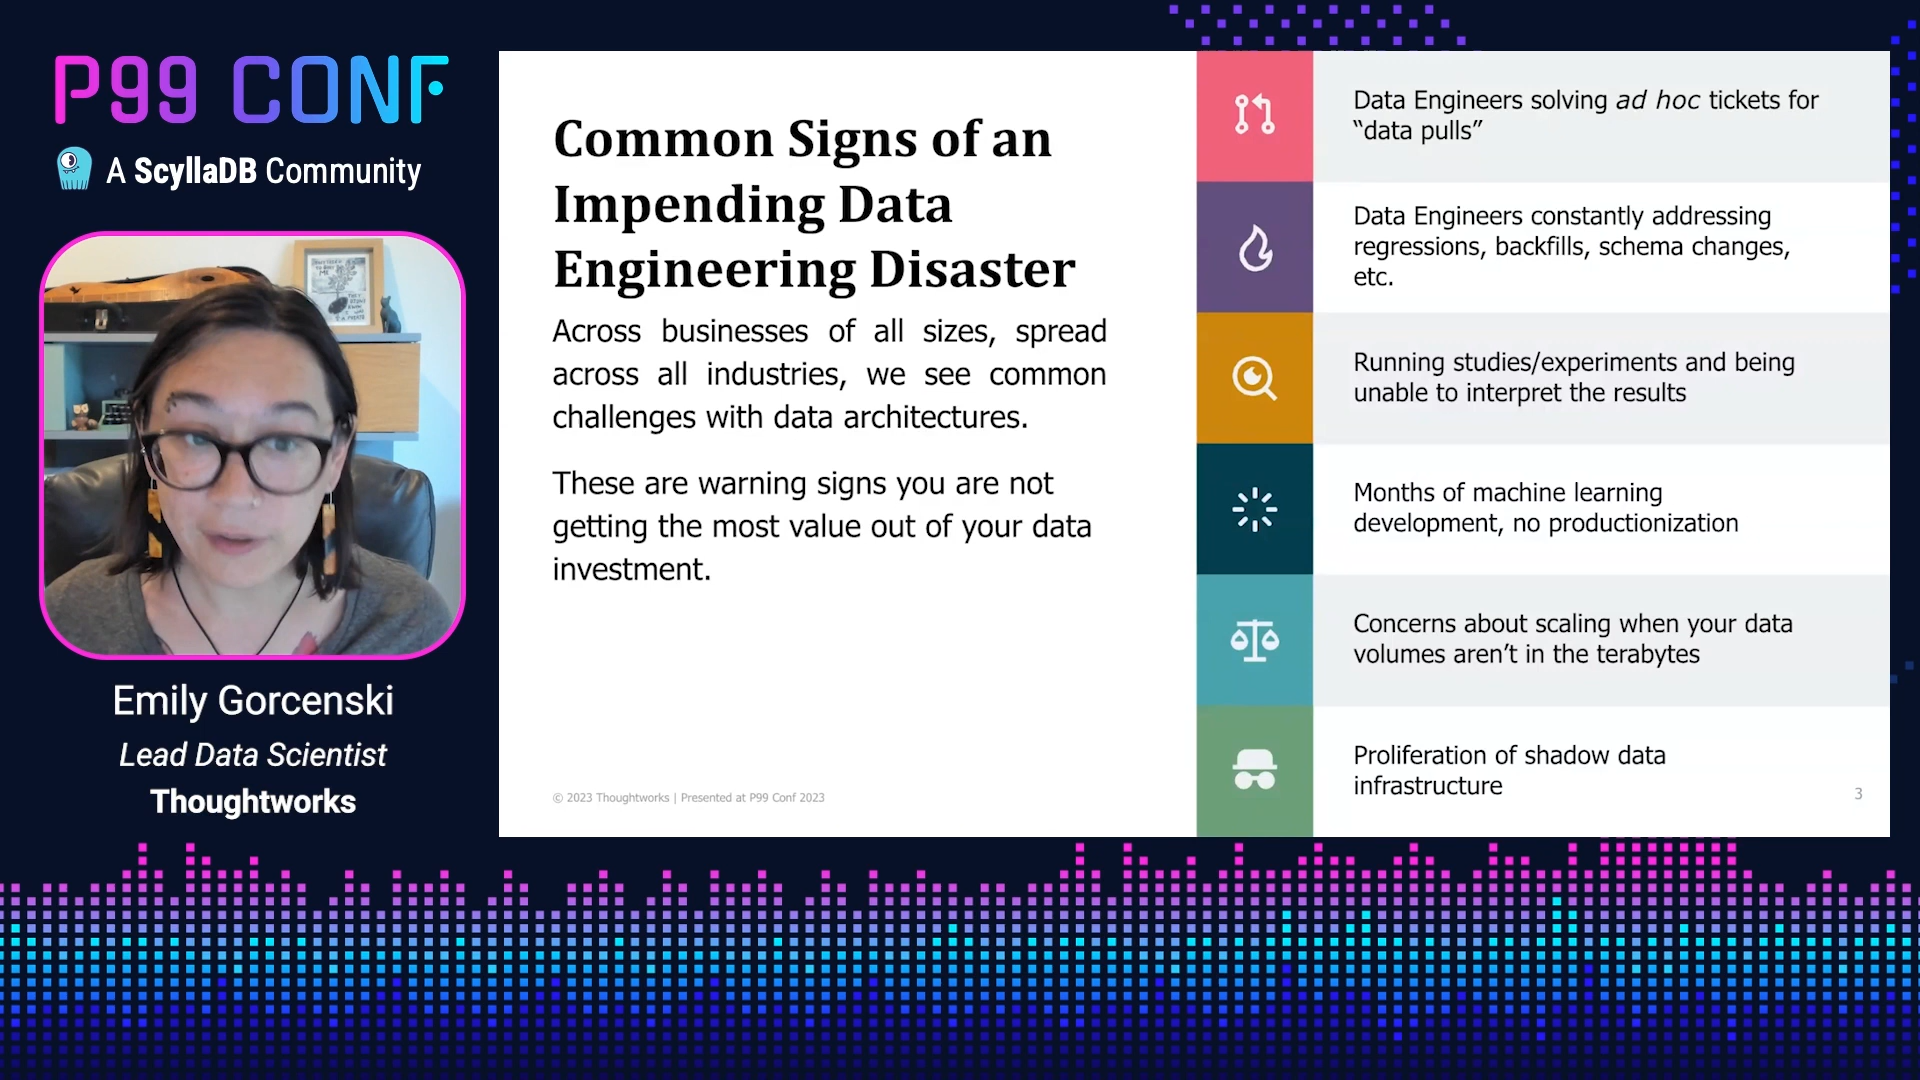 P99 CONF
A ScyllaDB Community
Emily Gorcenski
Lead Data Scientist
Thoughtworks
Common Signs of an
Impending Data
Engineering Disaster
Across businesses of all sizes, spread
across all industries, we see common
challenges with data architectures.
These are warning signs you are not
getting the most value out of your data
investment.
© 2023 Thoughtworks | Presented at P99 Conf 2023
Data Engineers solving ad hoc tickets for
“data pulls”
Data Engineers constantly addressing
regressions, backfills, schema changes,
etc.
Running studies/experiments and being
unable to interpret the results
Months of machine learning
development, no productionization
Concerns about scaling when your data
volumes aren’t in the terabytes
Proliferation of shadow data
infrastructure
3